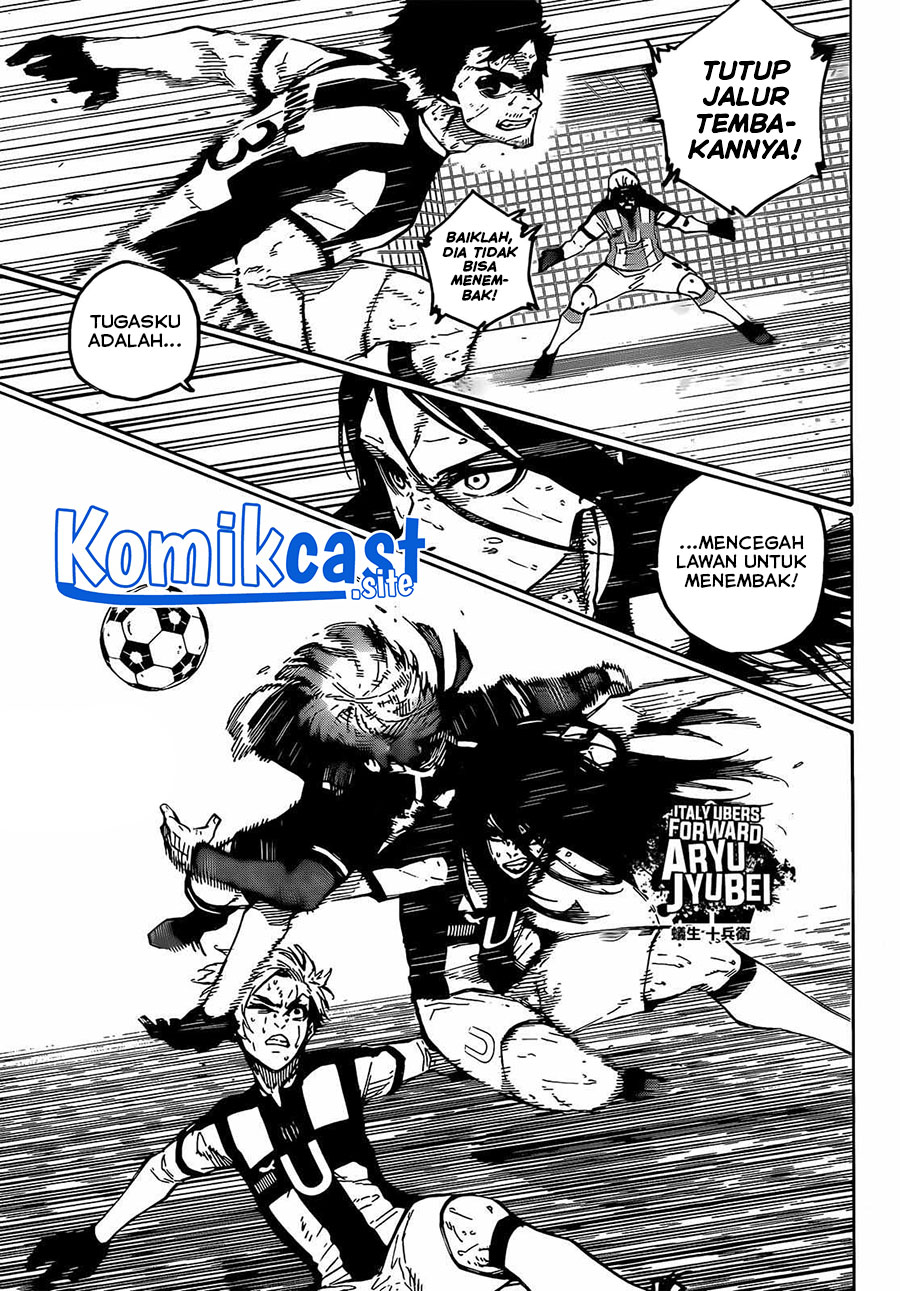 TUTUP
JALUR
TEMBA-
KANNYA!
BAIKLAH,
DIA TIDAK
BISA
MENEM-
BAK!
3
TUGASKU
ADALAH...
...MENCEGAH
LAWAN UNTUK
MENEMBAK!
Komikcast
.site
ITALY UBERS
FORWARD
ARYU
JYUBEI
蟻生十兵衛
U
U
U
U